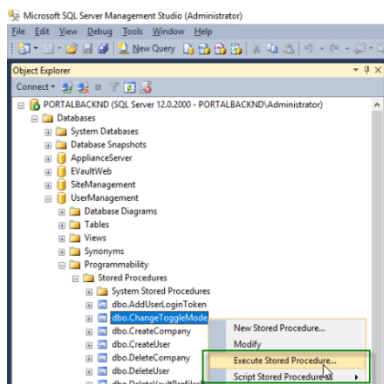 Microsoft SQL Server Management Studio (Administrator)
File Edit View Debug Tools Window Help
New Query
Object Explorer
Connect
PORTALBACKND (SQL Server 12.0.2000 - PORTALBACKND\Administrator)
Databases
System Databases
Database Snapshots
ApplianceServer
EVaultWeb
SiteManagement
UserManagement
Database Diagrams
Tables
Views
Synonyms
Programmability
Stored Procedures
System Stored Procedures
dbo.AddUserLoginToken
dbo.ChangeToggleMode
dbo.CreateCompany
dbo.CreateUser
dbo.DeleteCompany
dbo.DeleteUser
New Stored Procedure...
Modify
Execute Stored Procedure...
Script Stored Procedure